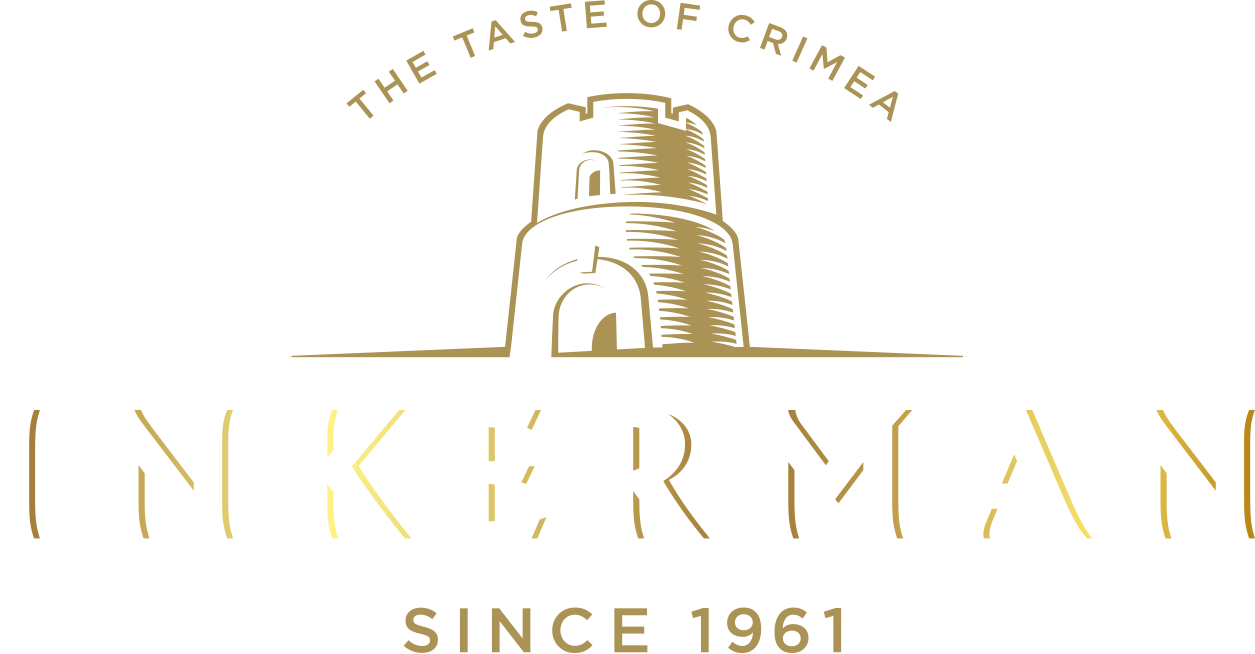 THE TASTE OF CRIMEA
INKERMAN
SINCE 1961